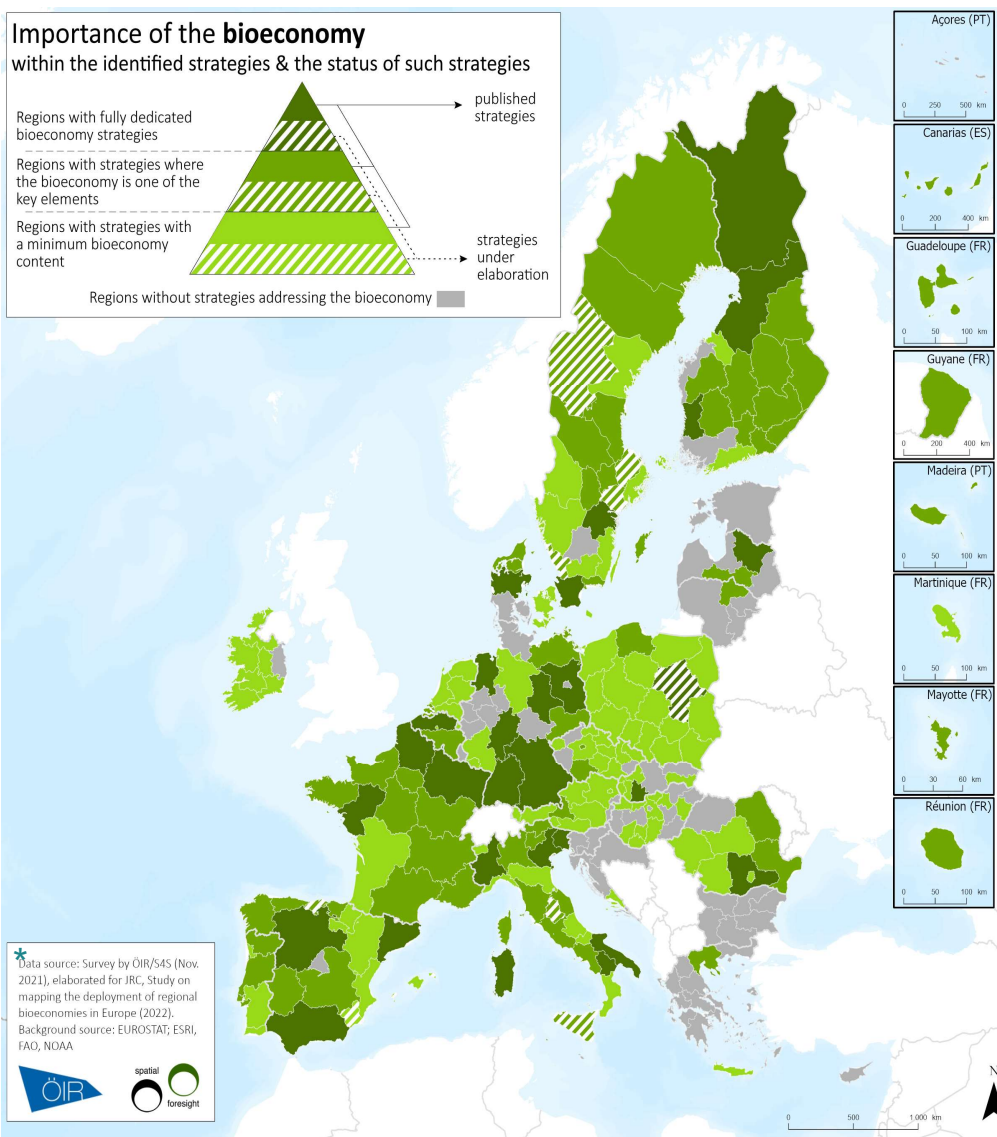 Importance of the bioeconomy
within the identified strategies & the status of such strategies
Regions with fully dedicated
bioeconomy strategies
Regions with strategies where
the bioeconomy is one of the
key elements
Regions with strategies with
a minimum bioeconomy
content
published
strategies
strategies
under
elaboration
Regions without strategies addressing the bioeconomy
Açores (PT)
0 250 500 km
Canarias (ES)
0 200 400 km
Guadeloupe (FR)
0 50 100 km
Guyane (FR)
0 200 400 km
Madeira (PT)
0 50 100 km
Martinique (FR)
0 50 100 km
Mayotte (FR)
0 30 60 km
Réunion (FR)
0 50 100 km
*
Data source: Survey by ÖIR/S4S (Nov.
2021), elaborated for JRC, Study on
mapping the deployment of regional
bioeconomies in Europe (2022).
Background source: EUROSTAT; ESRI,
FAO, NOAA
ÖIR
spatial
foresight
N
0 500 1 000 km